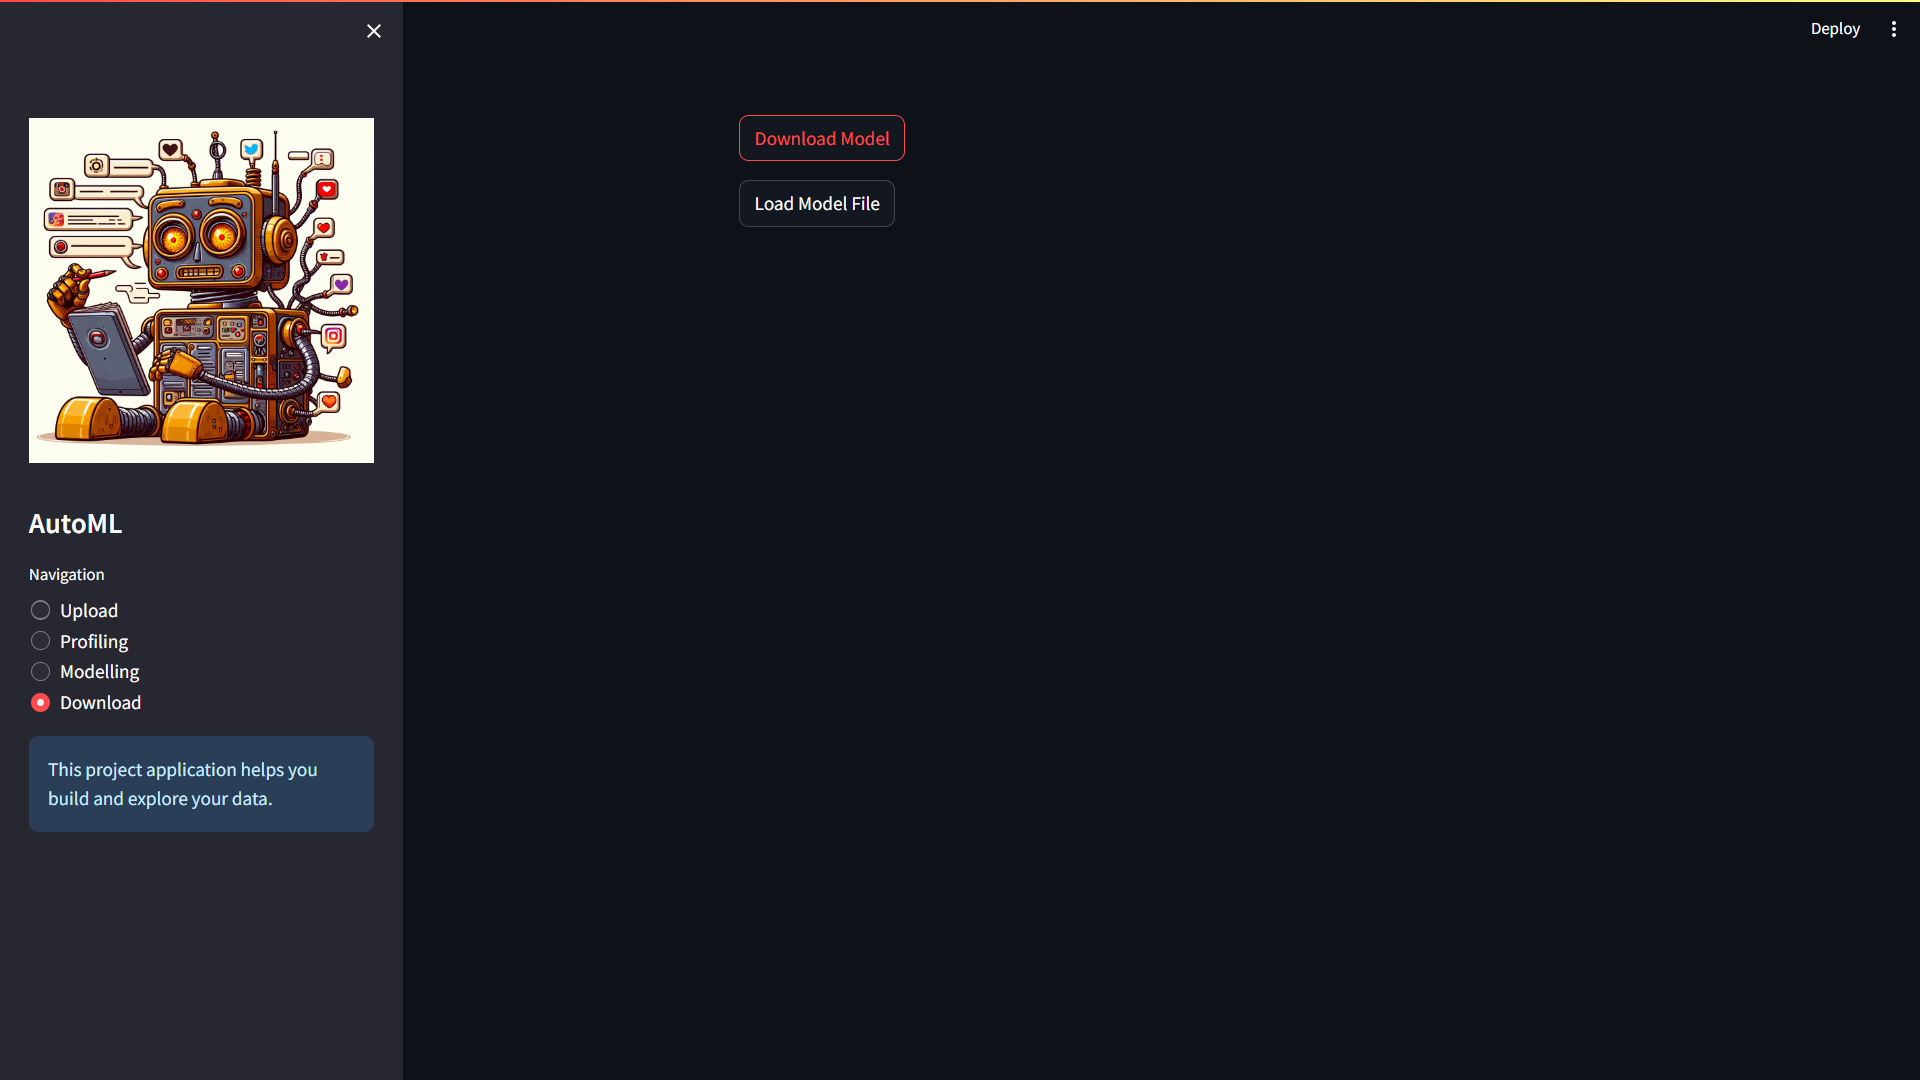 Deploy
Download Model
Load Model File
AutoML
Navigation
Upload
Profiling
Modelling
Download
This project application helps you
build and explore your data.